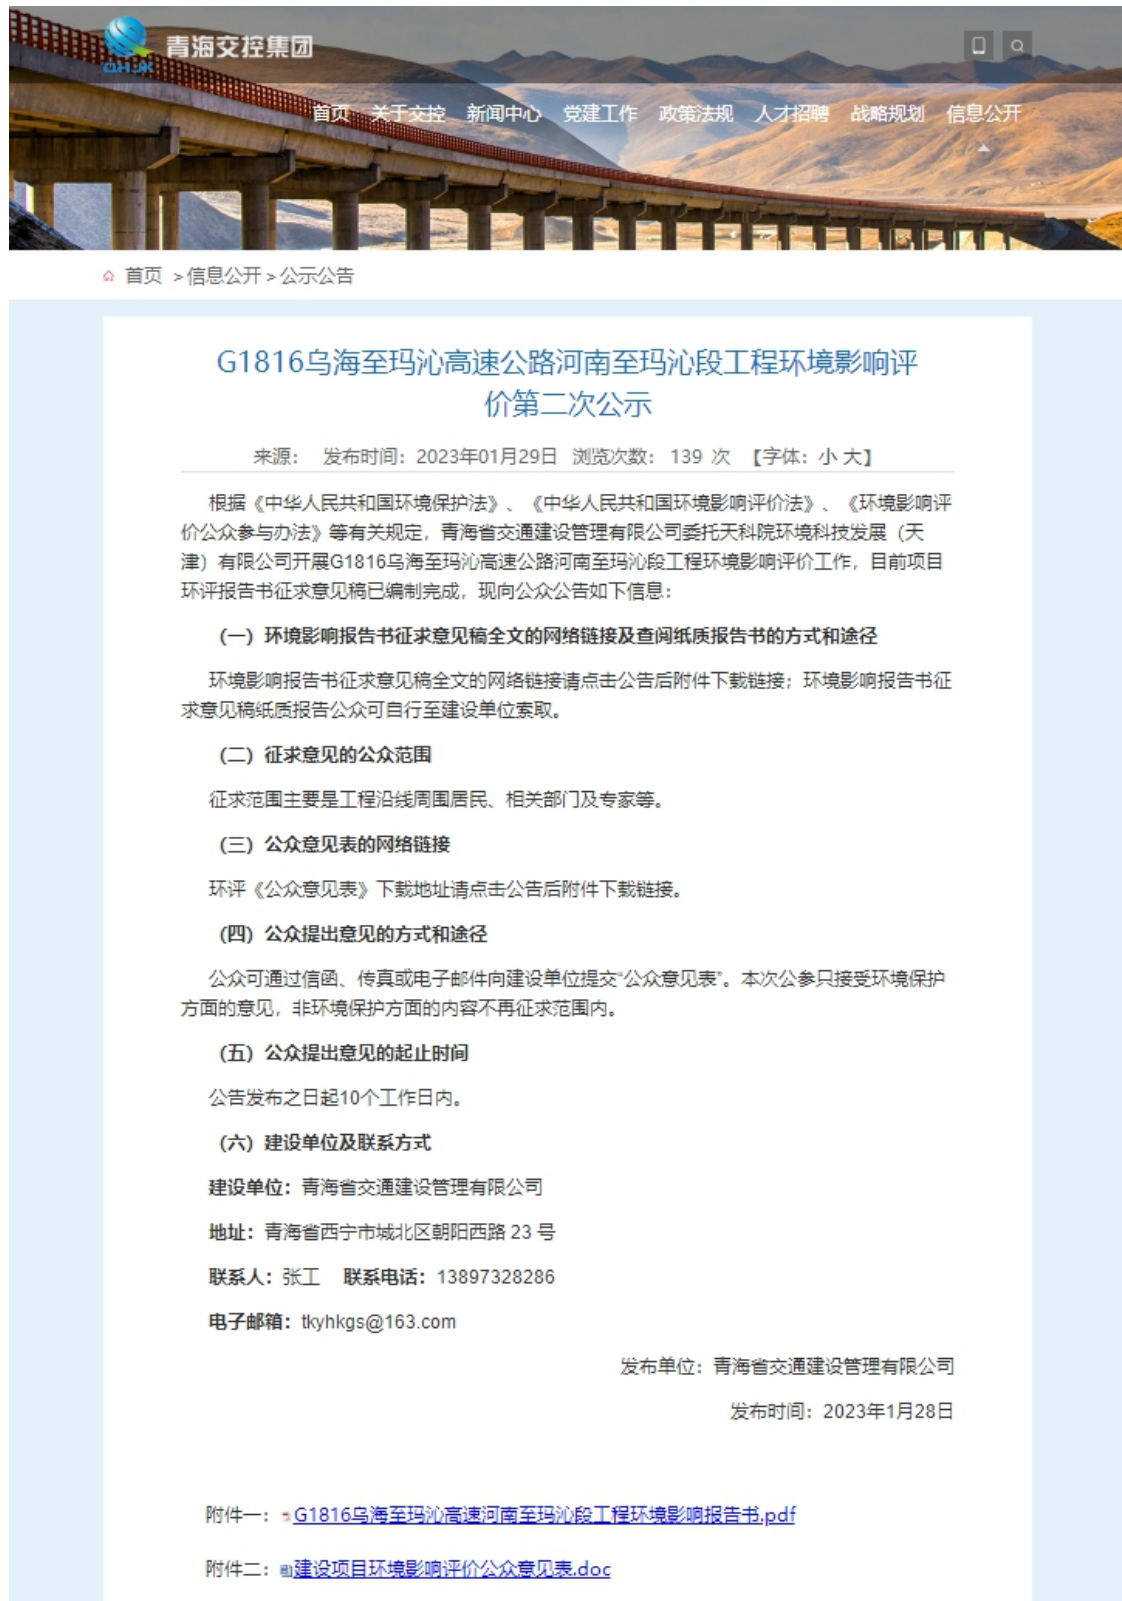 青海交控集团
QHJK
首页 关于交控 新闻中心 党建工作 政策法规 人才招聘 战略规划 信息公开
首页 >信息公开>公示公告
G1816乌海至玛沁高速公路河南至玛沁段工程环境影响评
价第二次公示
来源： 发布时间：2023年01月29日 浏览次数： 139 次 【字体：小 大】
根据《中华人民共和国环境保护法》、《中华人民共和国环境影响评价法》、《环境影响评
价公众参与办法》等有关规定，青海省交通建设管理有限公司委托天科院环境科技发展（天
津）有限公司开展G1816乌海至玛沁高速公路河南至玛沁段工程环境影响评价工作，目前项目
环评报告书征求意见稿已编制完成，现向公众公告如下信息：
（一）环境影响报告书征求意见稿全文的网络链接及查阅纸质报告书的方式和途径
环境影响报告书征求意见稿全文的网络链接请点击公告后附件下载链接；环境影响报告书征
求意见稿纸质报告公众可自行至建设单位索取。
（二）征求意见的公众范围
征求范围主要是工程沿线周围居民、相关部门及专家等。
（三）公众意见表的网络链接
环评《公众意见表》下载地址请点击公告后附件下载链接。
（四）公众提出意见的方式和途径
公众可通过信函、传真或电子邮件向建设单位提交“公众意见表”。本次公参只接受环境保护
方面的意见，非环境保护方面的内容不再征求范围内。
（五）公众提出意见的起止时间
公告发布之日起10个工作日内。
（六）建设单位及联系方式
建设单位：青海省交通建设管理有限公司
地址：青海省西宁市城北区朝阳西路 23 号
联系人：张工 联系电话：13897328286
电子邮箱：tkyhkgs@163.com
发布单位：青海省交通建设管理有限公司
发布时间：2023年1月28日
附件一：G1816乌海至玛沁高速河南至玛沁段工程环境影响报告书.pdf
附件二：建设项目环境影响评价公众意见表.doc